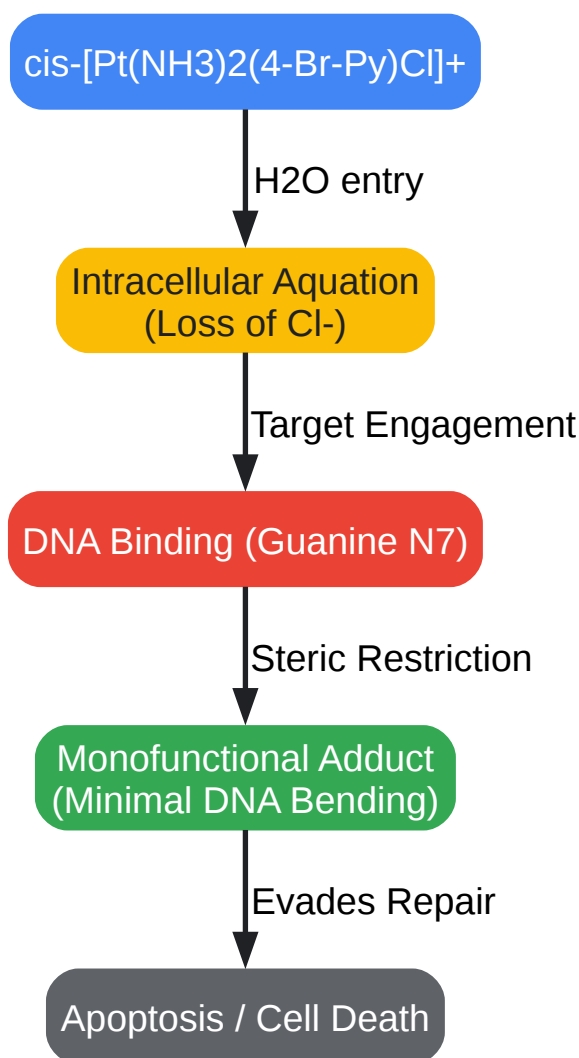 cis-[Pt(NH3)2(4-Br-Py)Cl]+
H2O entry
Intracellular Aquation
(Loss of Cl-)
Target Engagement
DNA Binding (Guanine N7)
Steric Restriction
Monofunctional Adduct
(Minimal DNA Bending)
Evades Repair
Apoptosis / Cell Death